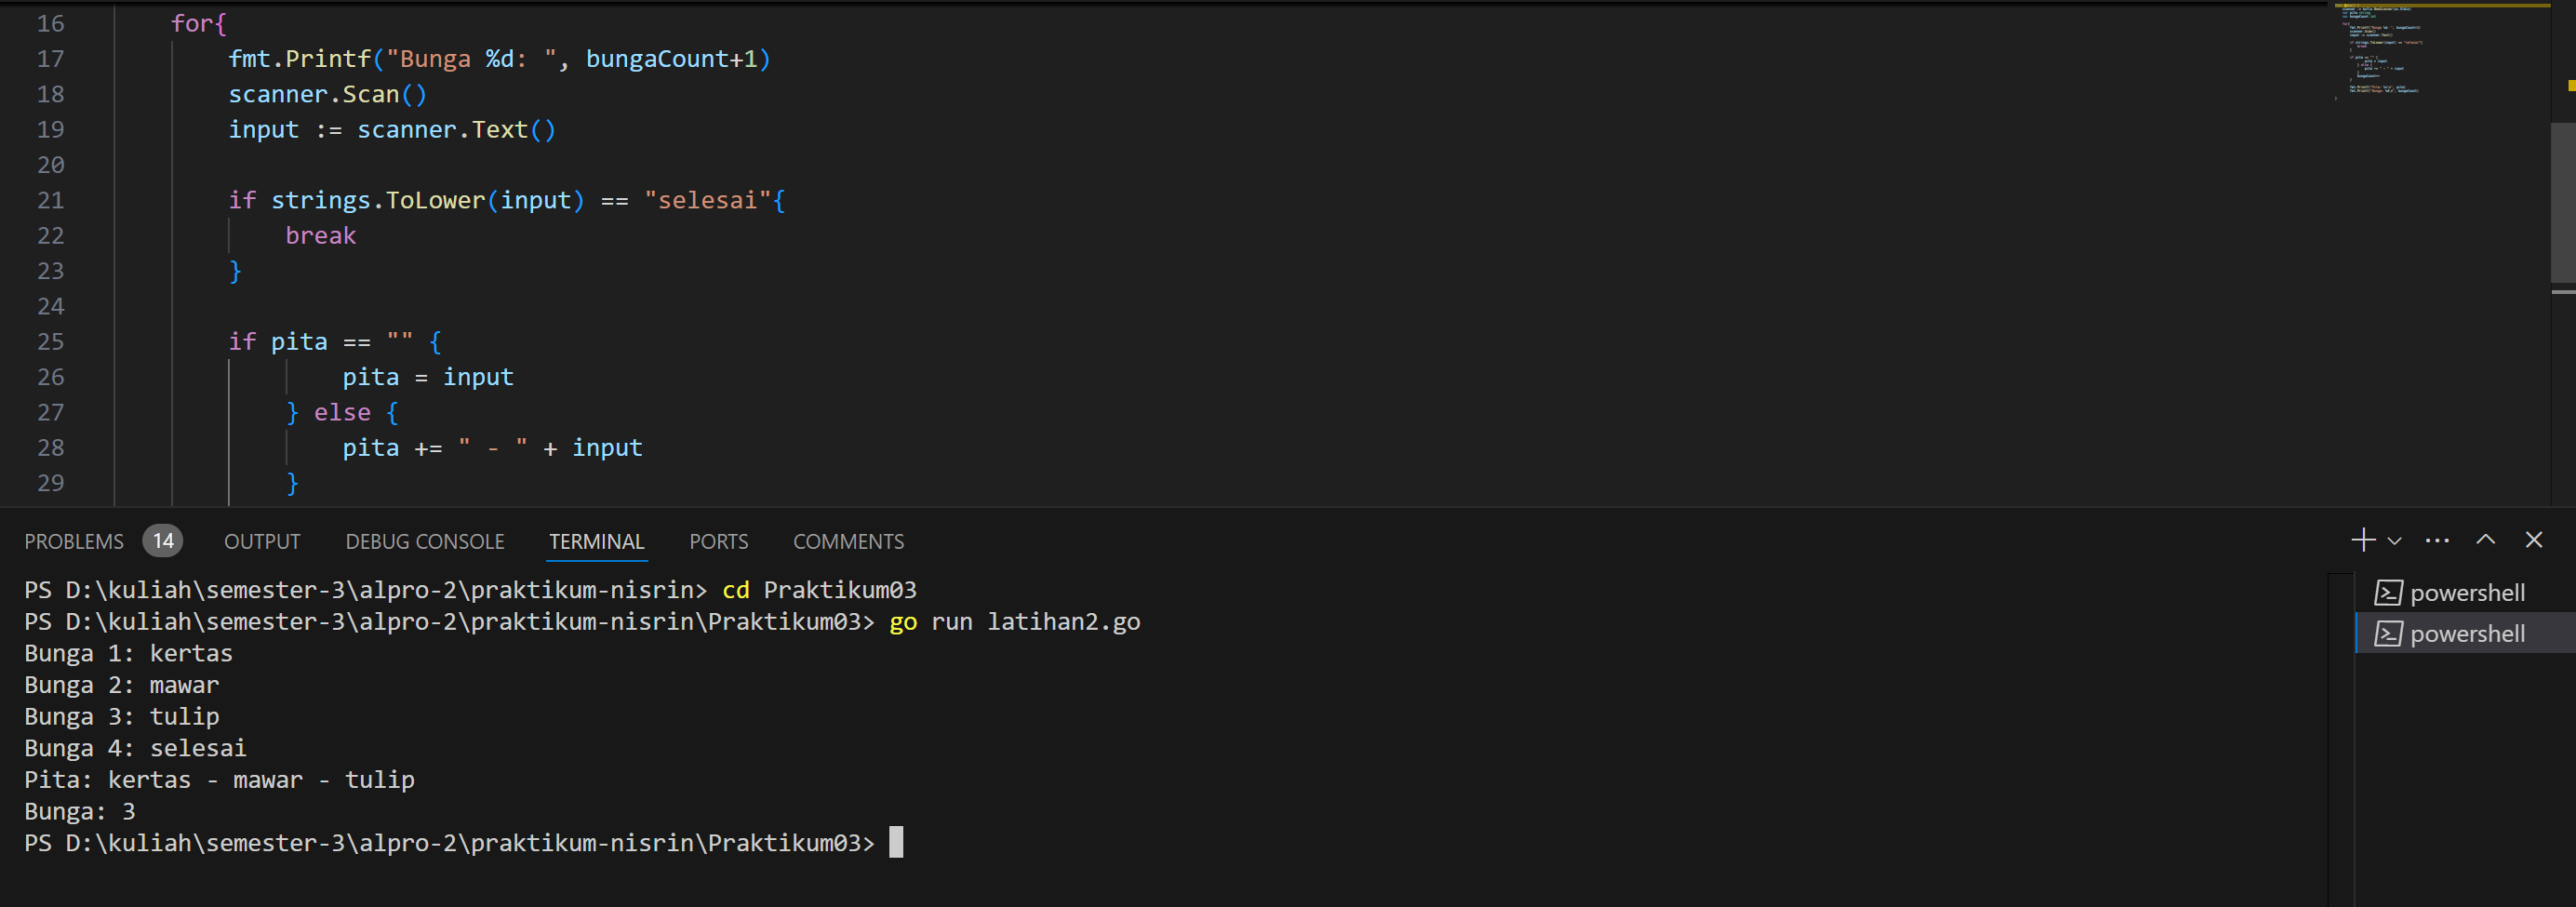 16 for{
17 fmt.Printf("Bunga %d: ", bungaCount+1)
18 scanner.Scan()
19 input := scanner.Text()
20
21 if strings.ToLower(input) == "selesai"{
22 break
23 }
24
25 if pita == "" {
26 pita = input
27 } else {
28 pita += " - " + input
29 }
PROBLEMS 14 OUTPUT DEBUG CONSOLE TERMINAL PORTS COMMENTS
PS D:\kuliah\semester-3\alpro-2\praktikum-nisrin> cd Praktikum03
PS D:\kuliah\semester-3\alpro-2\praktikum-nisrin\Praktikum03> go run latihan2.go
Bunga 1: kertas
Bunga 2: mawar
Bunga 3: tulip
Bunga 4: selesai
Pita: kertas - mawar - tulip
Bunga: 3
PS D:\kuliah\semester-3\alpro-2\praktikum-nisrin\Praktikum03>
powershell
powershell